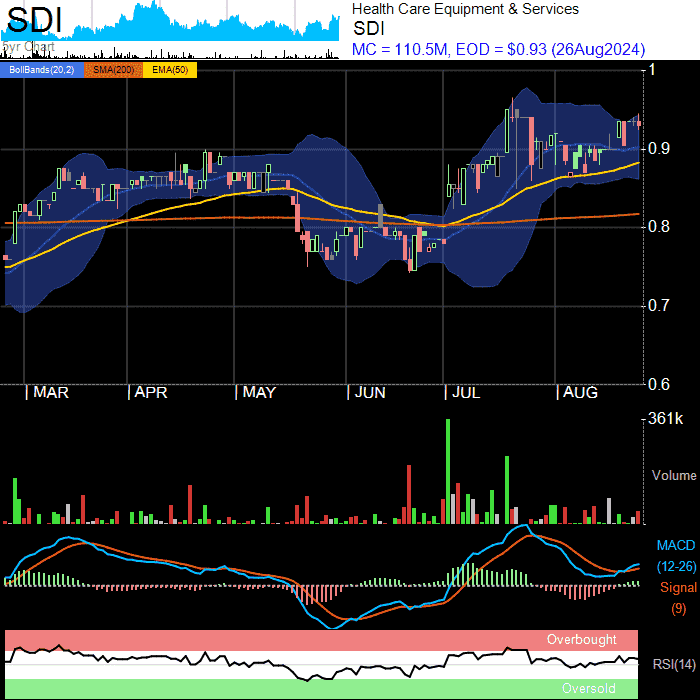 SDI
5yr Chart
Health Care Equipment & Services
SDI
MC = 110.5M, EOD = $0.93 (26Aug2024)
BollBands(20,2) SMA(200) EMA(50)
1
0.9
0.8
0.7
0.6
MAR APR MAY JUN JUL AUG
361k
Volume
MACD
(12-26)
Signal
(9)
Overbought
RSI(14)
Oversold